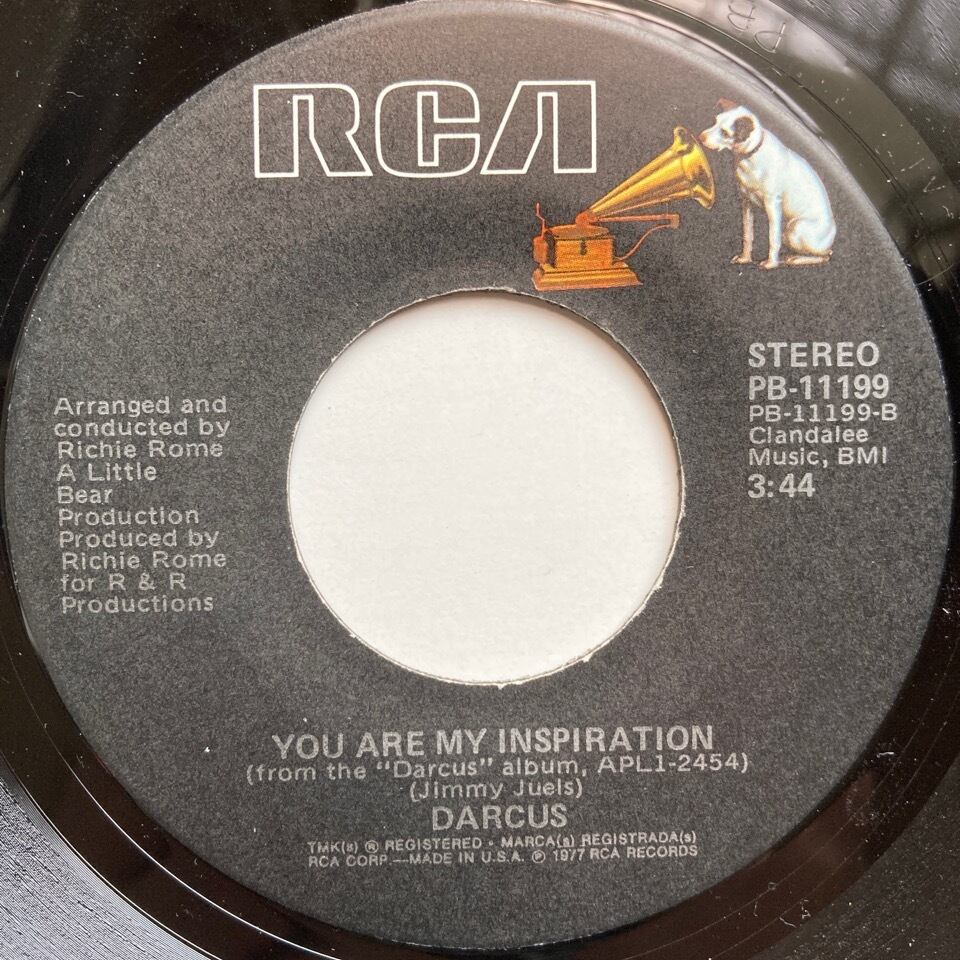 RCA
STEREO
PB-11199
PB-11199-B
Clandalee
Music, BMI
3:44
Arranged and
conducted by
Richie Rome
A Little
Bear
Production
Produced by
Richie Rome
for R & R
Productions
YOU ARE MY INSPIRATION
(from the "Darcus" album, APL1-2454)
(Jimmy Juels)
DARCUS
TMK(s) ® REGISTERED • MARCA(s) REGISTRADA(s)
RCA CORP.—MADE IN U.S.A. ℗ 1977 RCA RECORDS